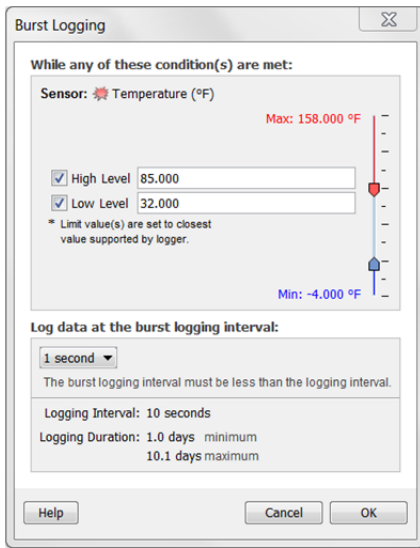 Burst Logging
While any of these condition(s) are met:
Sensor: Temperature (°F)
Max: 158.000 °F
High Level 85.000
Low Level 32.000
* Limit value(s) are set to closest
value supported by logger.
Min: -4.000 °F
Log data at the burst logging interval:
1 second
The burst logging interval must be less than the logging interval.
Logging Interval: 10 seconds
Logging Duration: 1.0 days minimum
10.1 days maximum
Help Cancel OK